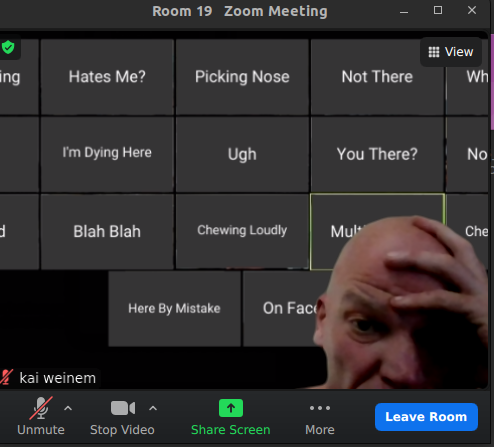 Room 19 Zoom Meeting
View
ing Hates Me? Picking Nose Not There Wh
I'm Dying Here Ugh You There? No
d Blah Blah Chewing Loudly Mult Che
Here By Mistake On Fac
kai weinem
Unmute Stop Video Share Screen More Leave Room